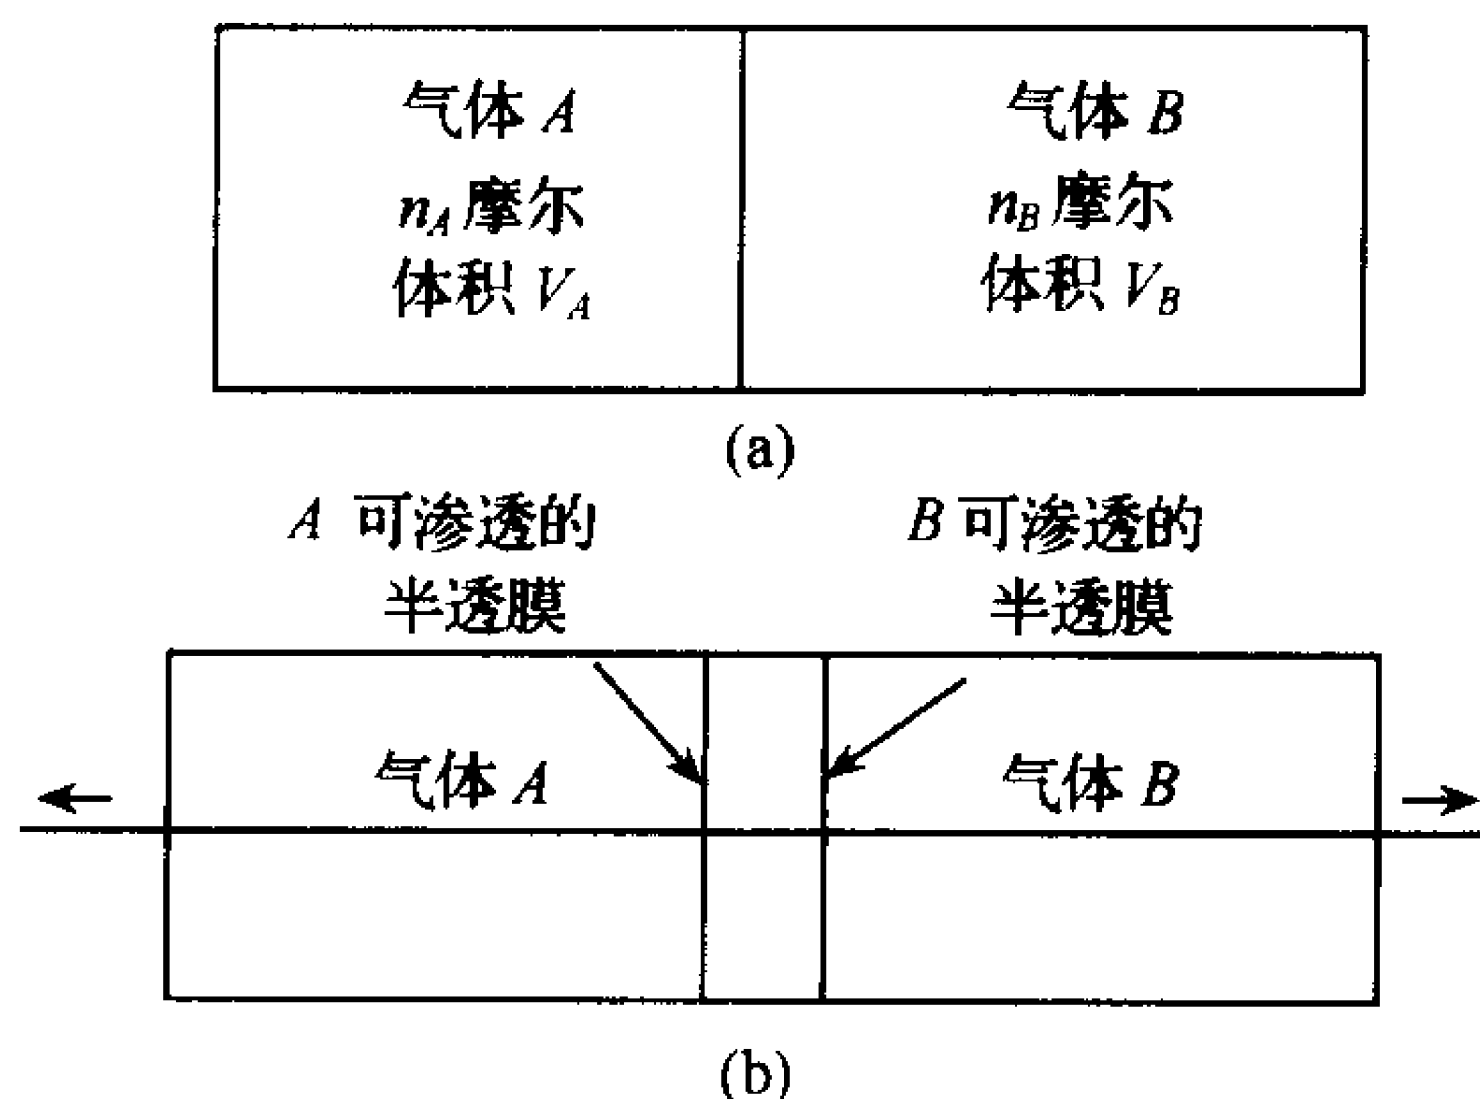 气体 A
n_A 摩尔
体积 V_A
气体 B
n_B 摩尔
体积 V_B
(a)
A 可渗透的
半透膜
B 可渗透的
半透膜
气体 A
气体 B
(b)